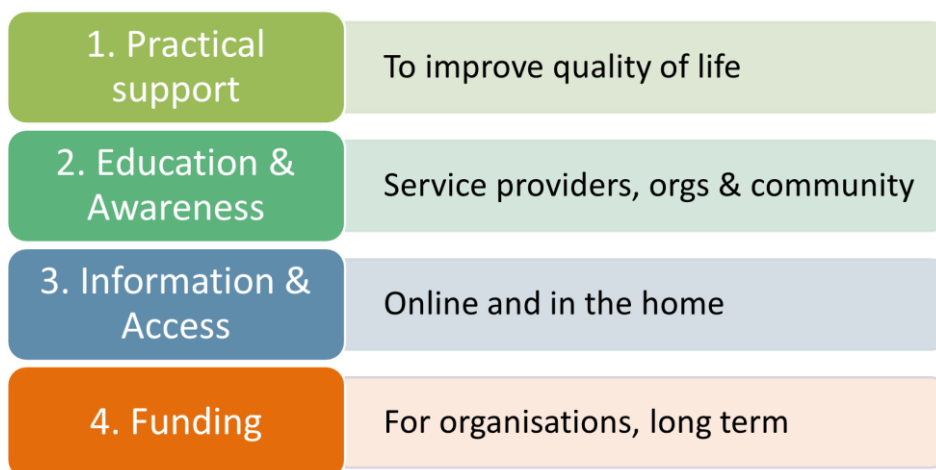 1. Practical
support
To improve quality of life
2. Education &
Awareness
Service providers, orgs & community
3. Information &
Access
Online and in the home
4. Funding
For organisations, long term